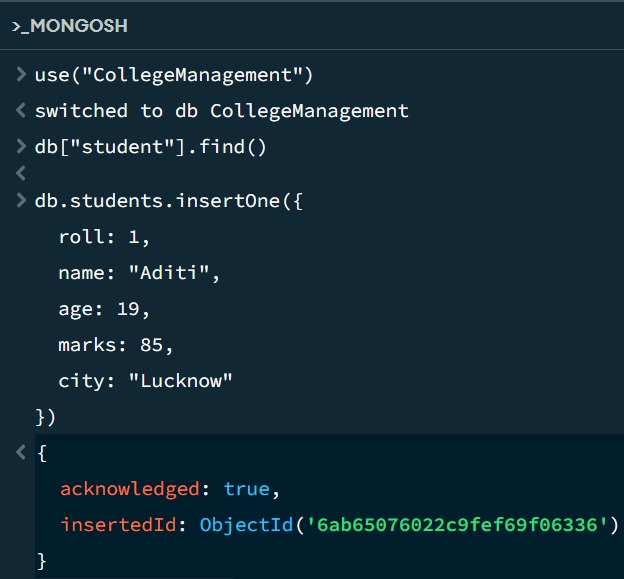 >_MONGOSH
> use("CollegeManagement")
< switched to db CollegeManagement
> db["student"].find()
<
> db.students.insertOne({
roll: 1,
name: "Aditi",
age: 19,
marks: 85,
city: "Lucknow"
})
< {
acknowledged: true,
insertedId: ObjectId('6ab65076022c9fef69f06336')
}